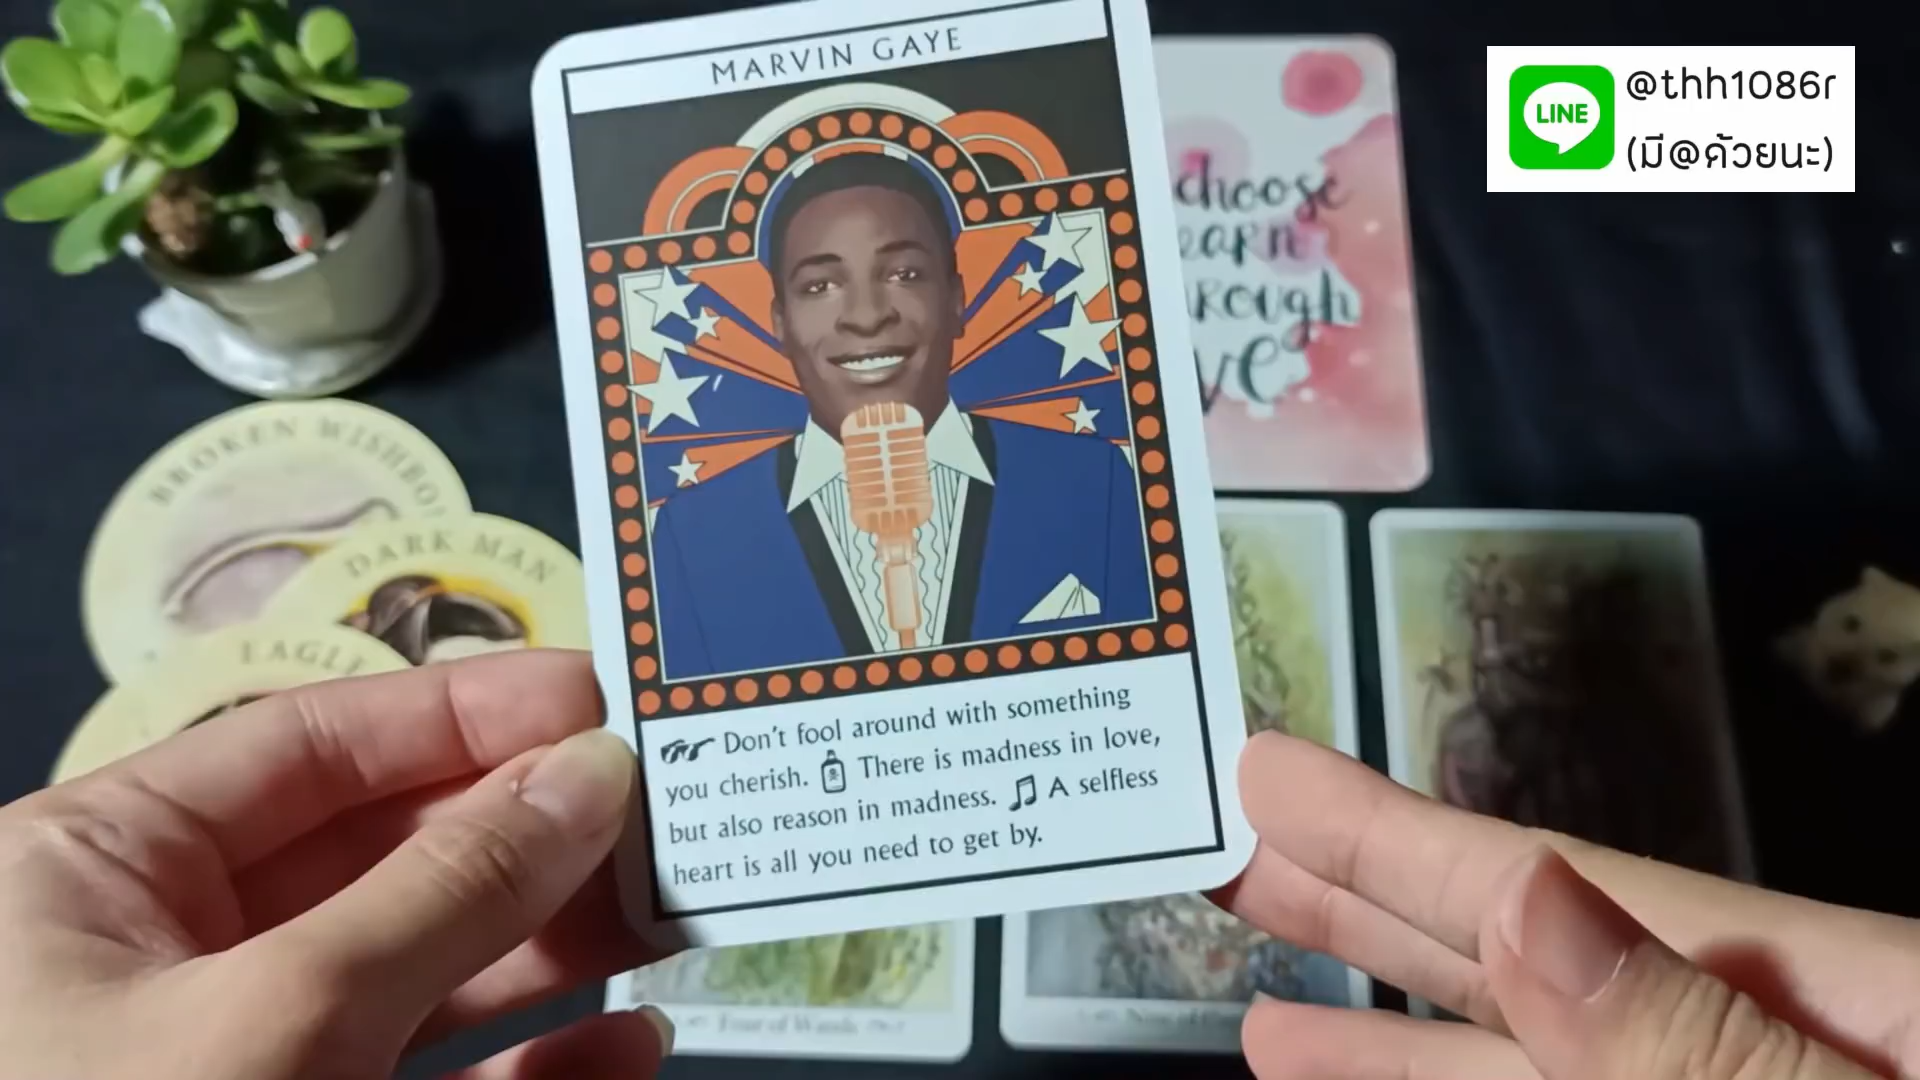 MARVIN GAYE
Don't fool around with something
you cherish. There is madness in love,
but also reason in madness. A selfless
heart is all you need to get by.
choose
LINE
@thh1086r
(มี@ด้วยนะ)
BROKEN
DARK MAN
EAGLE
Four of Wands